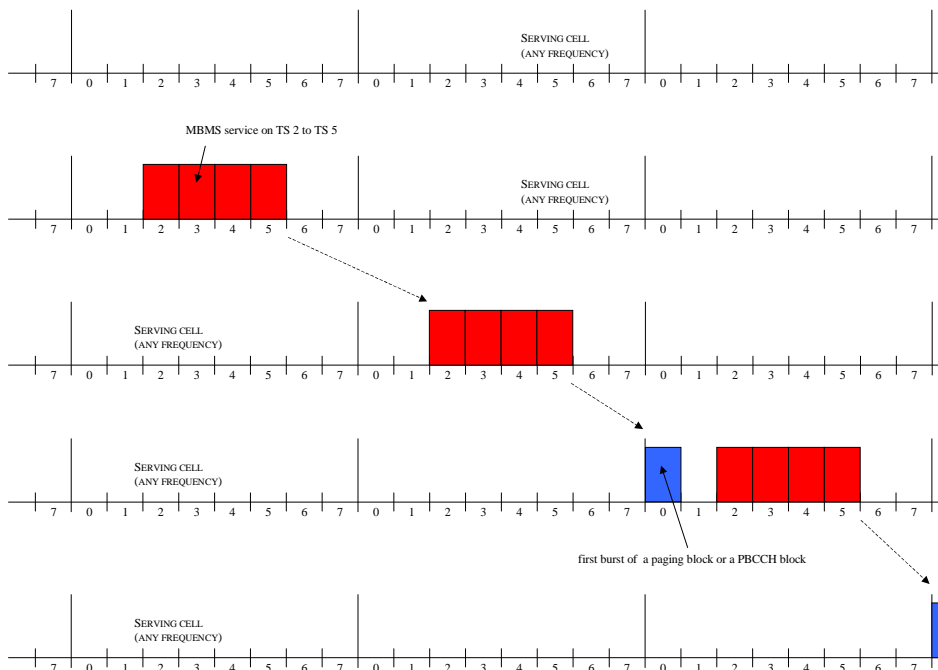 SERVING CELL
(ANY FREQUENCY)
7 0 1 2 3 4 5 7 7 0 1 2 3 4 5 6 7 0 1 2 3 4 5 6 7
MBMS service on TS 2 to TS 5
SERVING CELL
(ANY FREQUENCY)
7 0 1 2 3 4 5 7 7 0 1 2 3 4 5 6 7 0 1 2 3 4 5 6 7
SERVING CELL
(ANY FREQUENCY)
7 0 1 2 3 4 5 7 7 0 1 2 3 4 5 6 7 0 1 2 3 4 5 6 7
SERVING CELL
(ANY FREQUENCY)
7 0 1 2 3 4 5 7 7 0 1 2 3 4 5 6 7 0 1 2 3 4 5 6 7
first burst of a paging block or a PBCCH block
SERVING CELL
(ANY FREQUENCY)
7 0 1 2 3 4 5 7 7 0 1 2 3 4 5 6 7 0 1 2 3 4 5 6 7